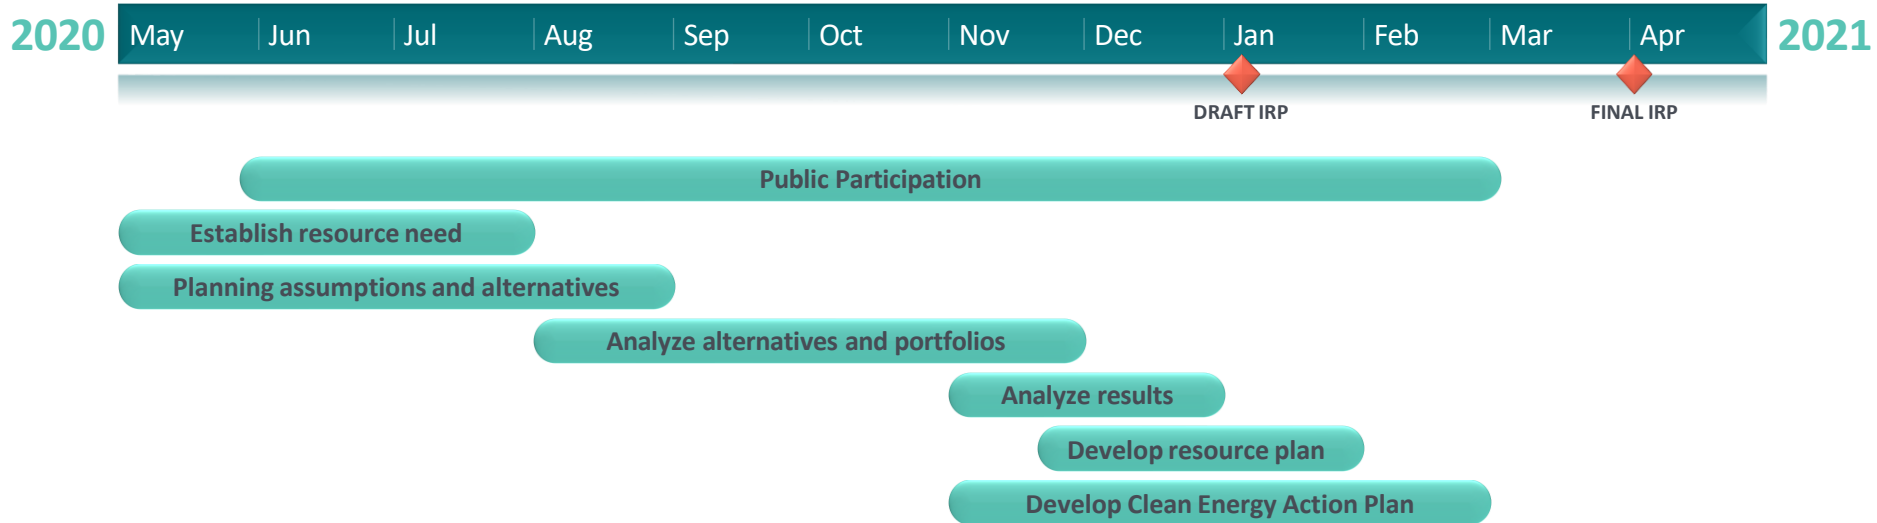 2020 May Jun Jul Aug Sep Oct Nov Dec Jan Feb Mar Apr 2021
DRAFT IRP FINAL IRP
Public Participation
Establish resource need
Planning assumptions and alternatives
Analyze alternatives and portfolios
Analyze results
Develop resource plan
Develop Clean Energy Action Plan